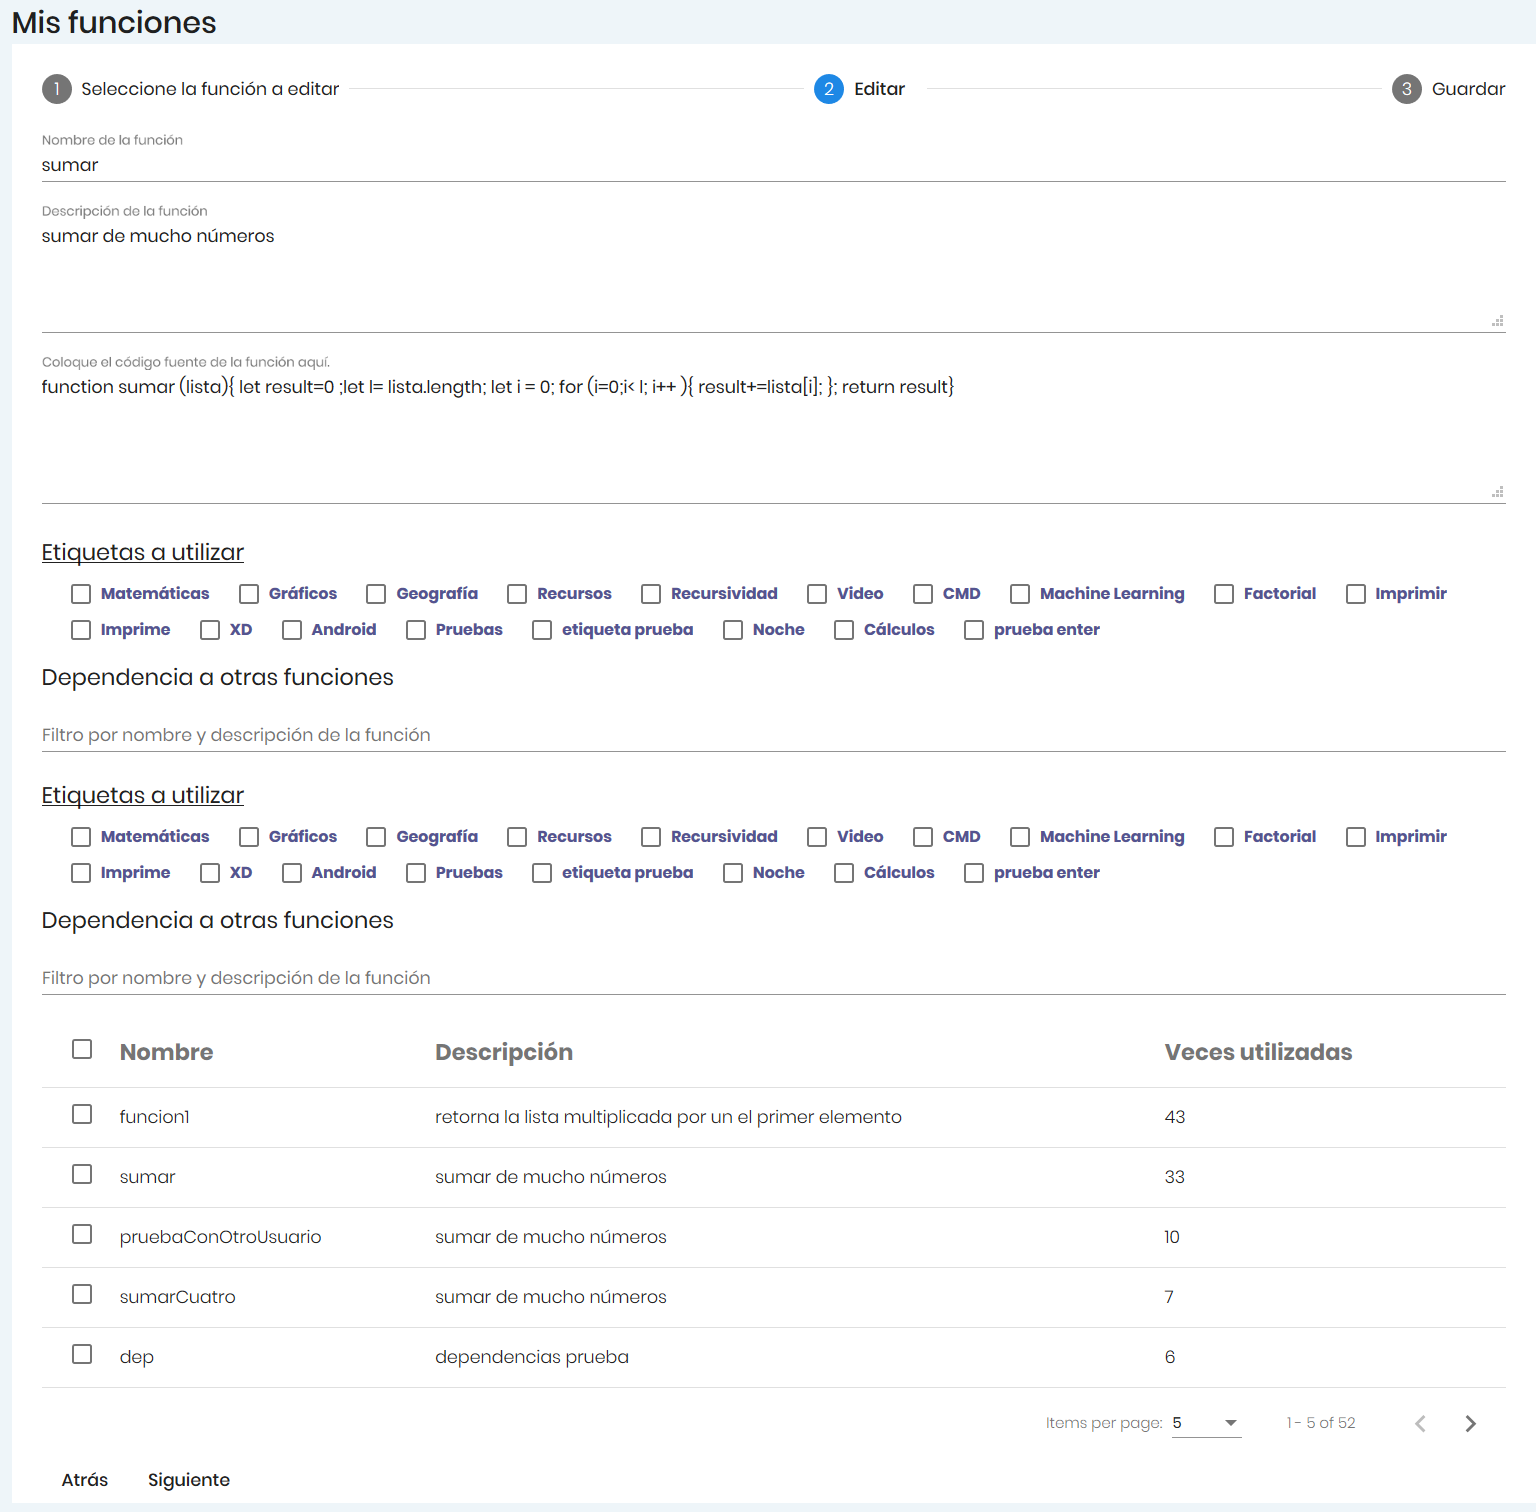 Mis funciones
1 Seleccione la función a editar 2 Editar 3 Guardar
Nombre de la función
sumar
Descripción de la función
sumar de mucho números
Coloque el código fuente de la función aquí.
function sumar (lista){ let result=0 ;let l= lista.length; let i = 0; for (i=0;i< l; i++ ){ result+=lista[i]; }; return result}
Etiquetas a utilizar
Matemáticas Gráficos Geografía Recursos Recursividad Video CMD Machine Learning Factorial Imprimir
Imprime XD Android Pruebas etiqueta prueba Noche Cálculos prueba enter
Dependencia a otras funciones
Filtro por nombre y descripción de la función
Etiquetas a utilizar
Matemáticas Gráficos Geografía Recursos Recursividad Video CMD Machine Learning Factorial Imprimir
Imprime XD Android Pruebas etiqueta prueba Noche Cálculos prueba enter
Dependencia a otras funciones
Filtro por nombre y descripción de la función
Nombre Descripción Veces utilizadas
funcion1 retorna la lista multiplicada por un el primer elemento 43
sumar sumar de mucho números 33
pruebaConOtroUsuario sumar de mucho números 10
sumarCuatro sumar de mucho números 7
dep dependencias prueba 6
Items per page: 5 1 - 5 of 52
Atrás Siguiente